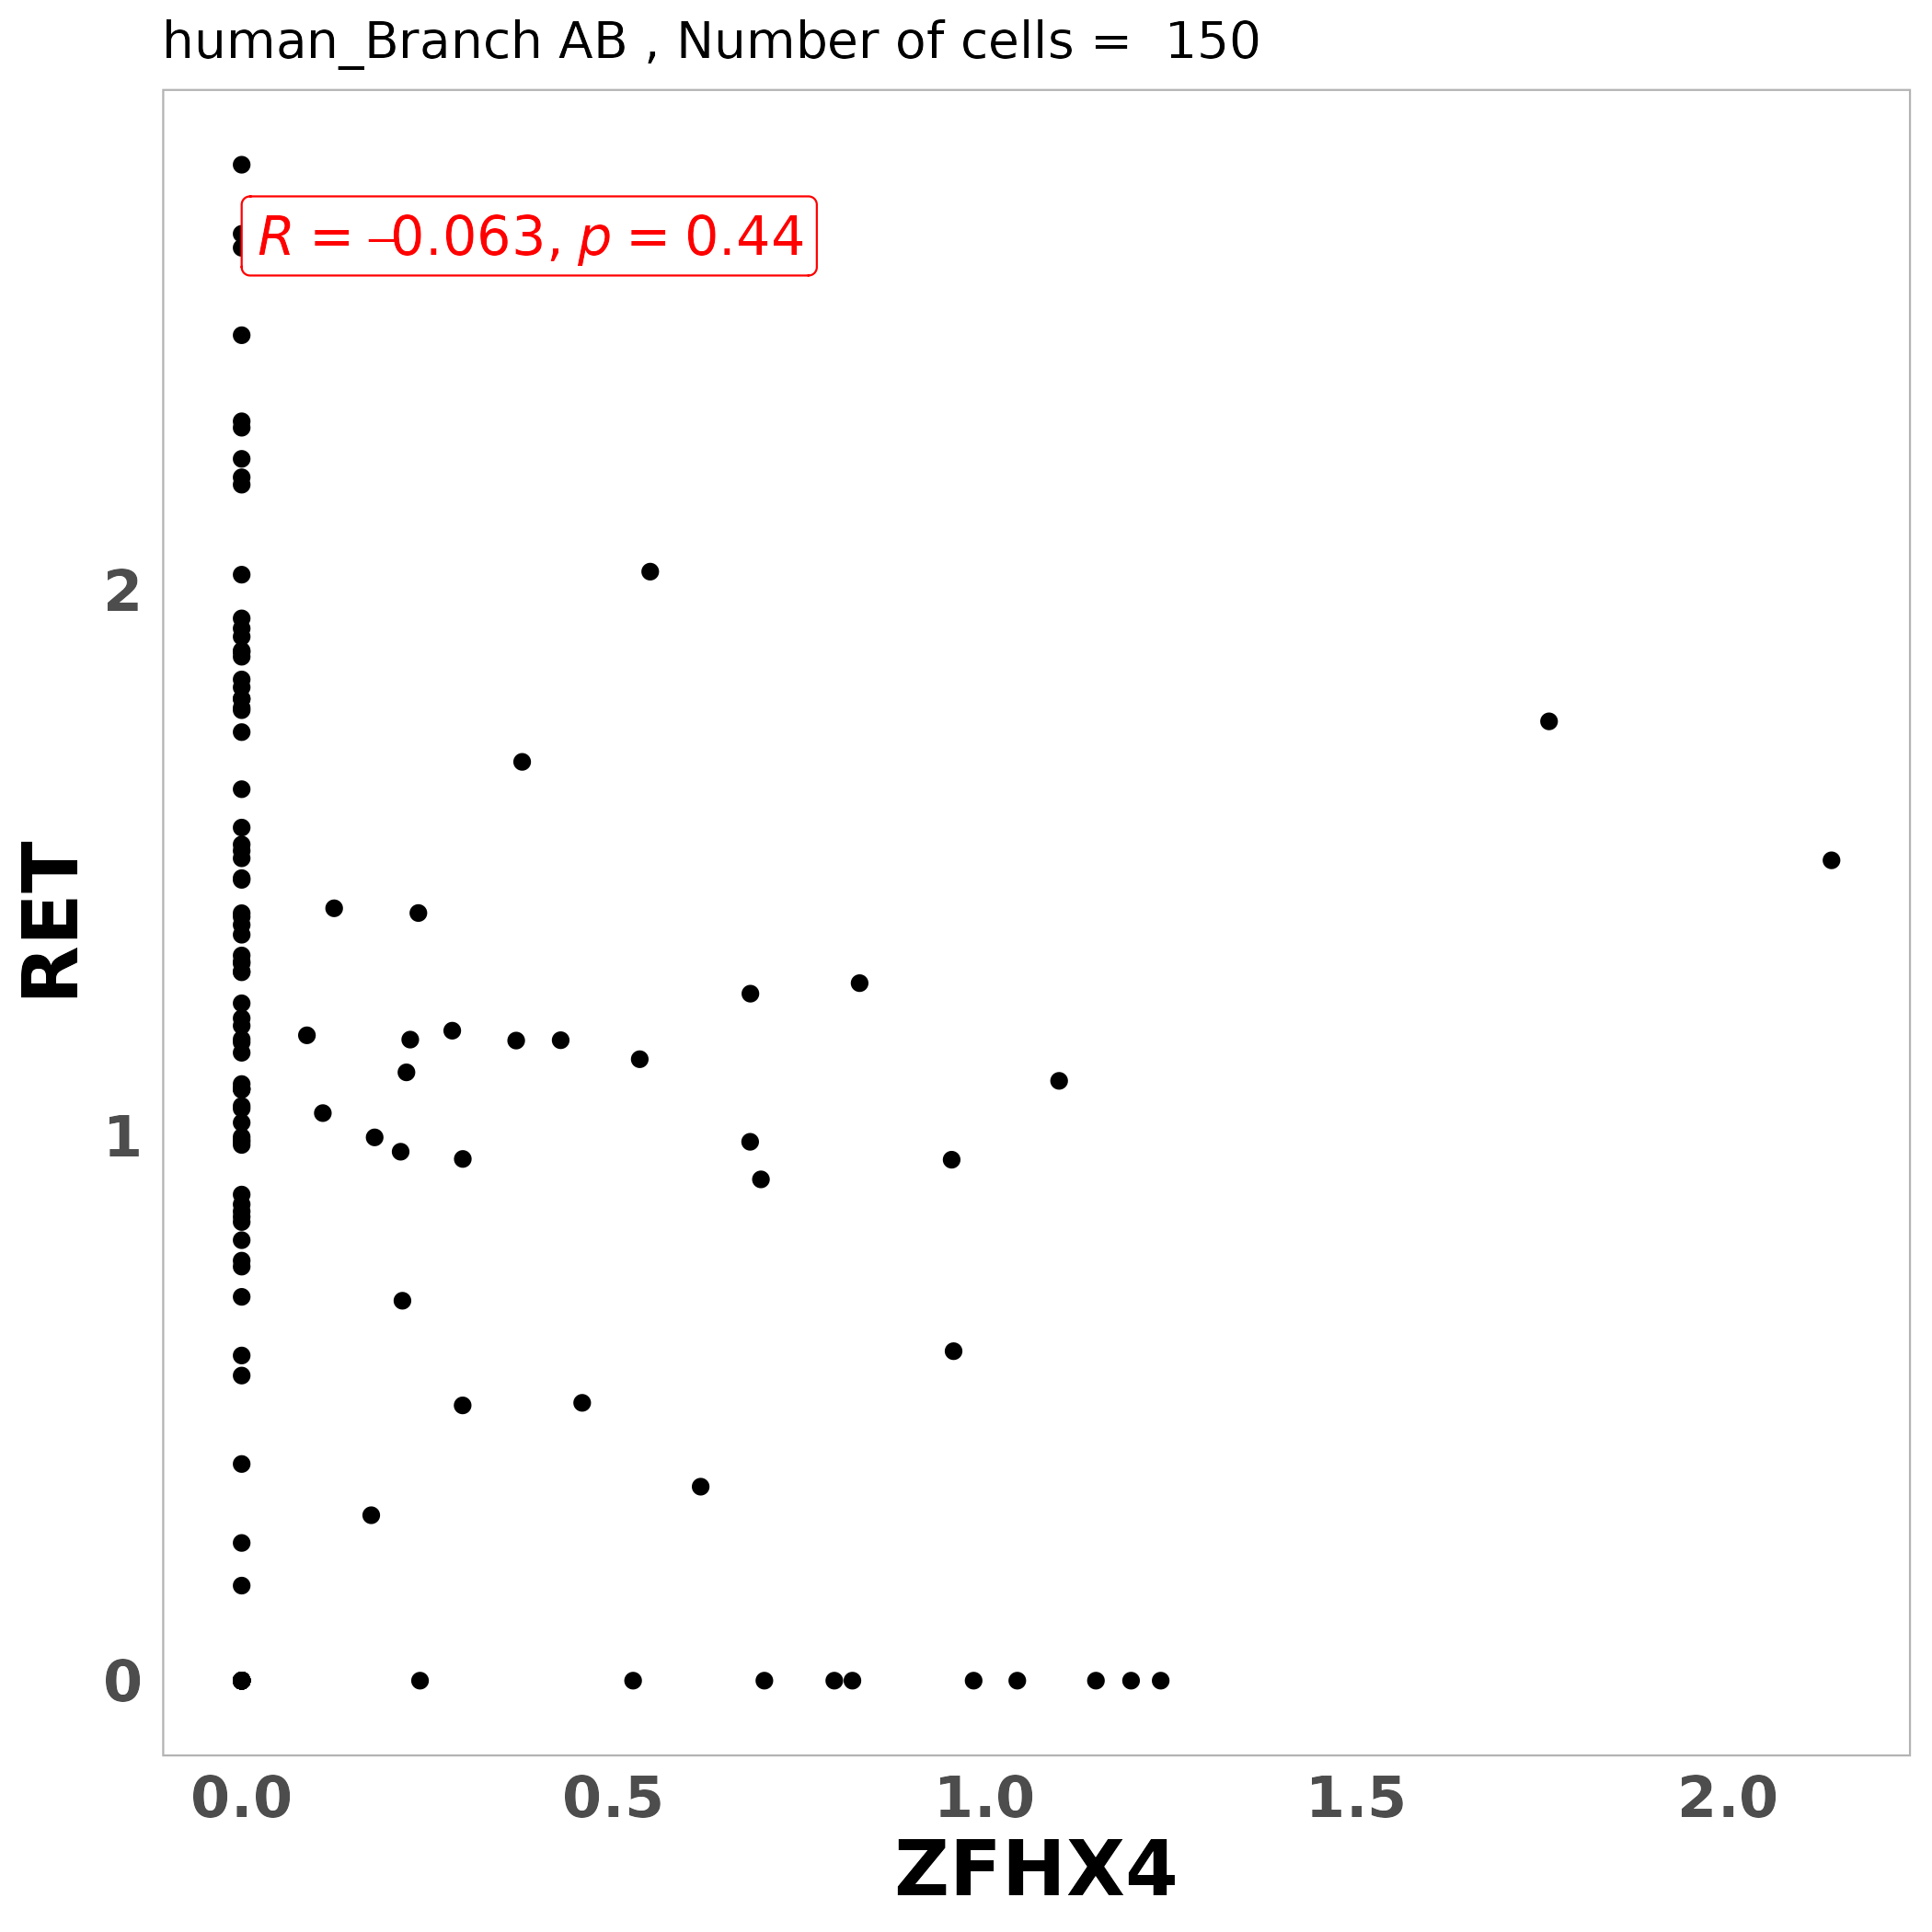 human_Branch AB , Number of cells =  150
R = –0.063, p = 0.44
RET
2
1
0
0.0 0.5 1.0 1.5 2.0
ZFHX4